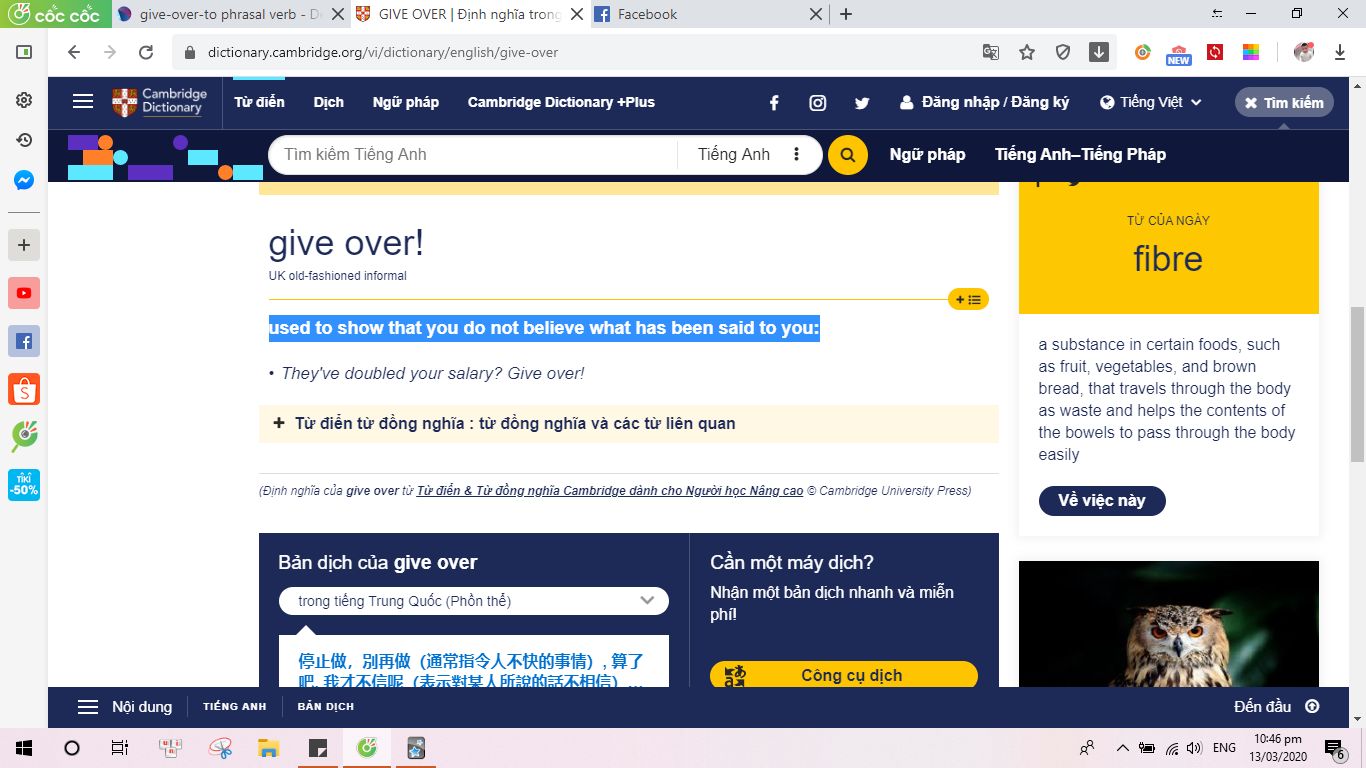 cốc cốc
give-over-to phrasal verb - De
GIVE OVER | Định nghĩa trong
Facebook
dictionary.cambridge.org/vi/dictionary/english/give-over
NEW
Cambridge
Dictionary
Từ điển
Dịch
Ngữ pháp
Cambridge Dictionary +Plus
Đăng nhập / Đăng ký
Tiếng Việt
Tìm kiếm
Tìm kiếm Tiếng Anh
Tiếng Anh
Ngữ pháp
Tiếng Anh–Tiếng Pháp
give over!
UK old-fashioned informal
used to show that you do not believe what has been said to you:
• They've doubled your salary? Give over!
Từ điển từ đồng nghĩa : từ đồng nghĩa và các từ liên quan
(Định nghĩa của give over từ Từ điển & Từ đồng nghĩa Cambridge dành cho Người học Nâng cao © Cambridge University Press)
Bản dịch của give over
trong tiếng Trung Quốc (Phồn thể)
停止做，別再做（通常指令人不快的事情）, 算了
吧, 我才不信呢（表示對某人所說的話不相信）…
Cần một máy dịch?
Nhận một bản dịch nhanh và miễn
phí!
Công cụ dịch
TỪ CỦA NGÀY
fibre
a substance in certain foods, such
as fruit, vegetables, and brown
bread, that travels through the body
as waste and helps the contents of
the bowels to pass through the body
easily
Về việc này
TIKI
-50%
Nội dung
TIẾNG ANH
BẢN DỊCH
Đến đầu
ENG
10:46 pm
13/03/2020
6